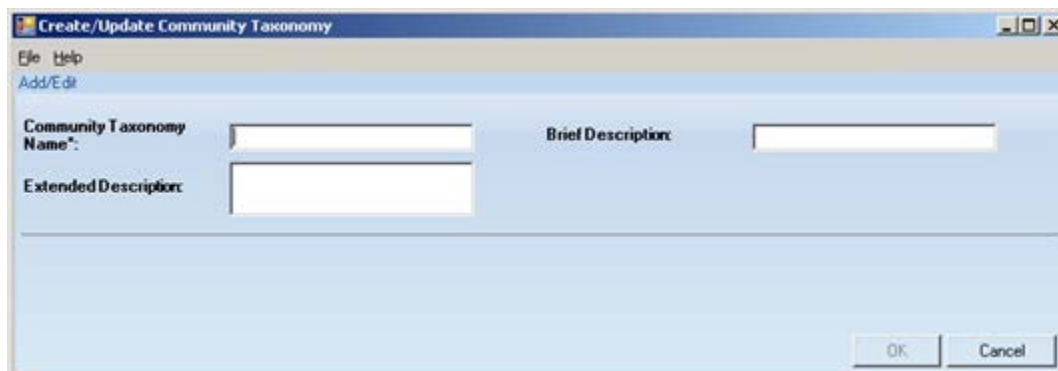 Create/Update Community Taxonomy
File Help
Add/Edit
Community Taxonomy
Name*:
Brief Description:
Extended Description:
OK
Cancel